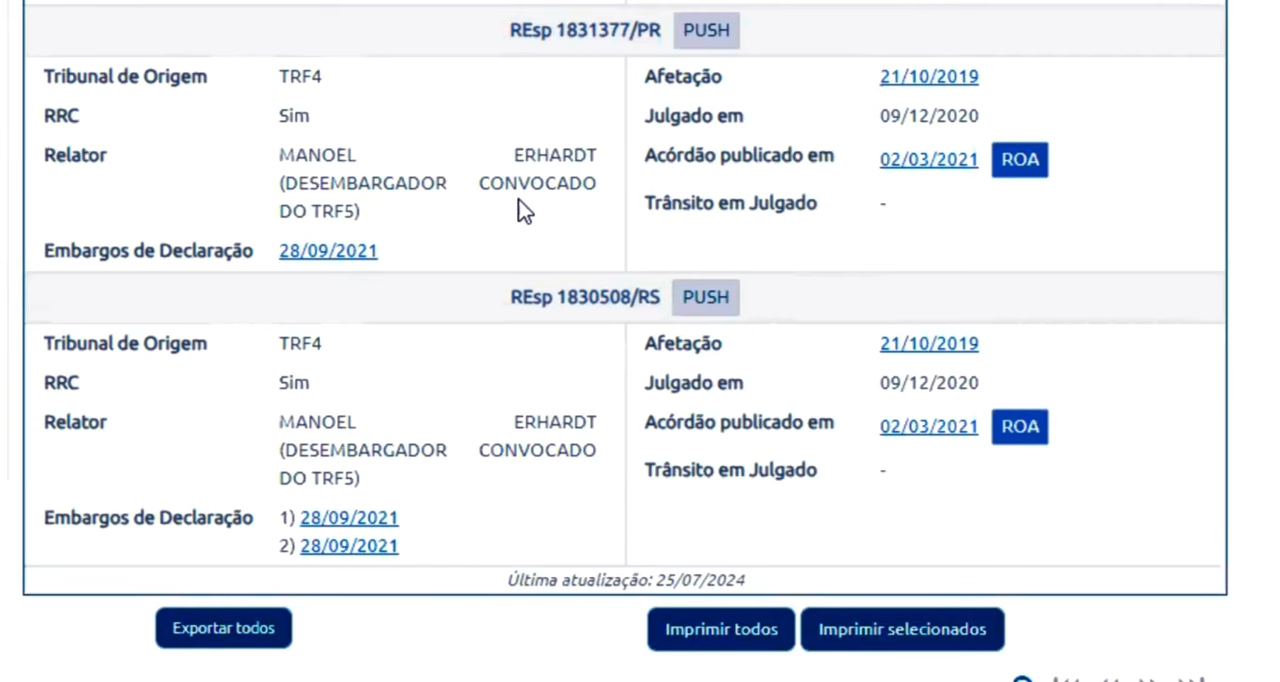 REsp 1831377/PR PUSH
Tribunal de Origem TRF4
RRC Sim
Relator MANOEL ERHARDT
(DESEMBARGADOR CONVOCADO
DO TRF5)
Embargos de Declaração 28/09/2021
Afetação 21/10/2019
Julgado em 09/12/2020
Acórdão publicado em 02/03/2021 ROA
Trânsito em Julgado -
REsp 1830508/RS PUSH
Tribunal de Origem TRF4
RRC Sim
Relator MANOEL ERHARDT
(DESEMBARGADOR CONVOCADO
DO TRF5)
Embargos de Declaração 1) 28/09/2021
2) 28/09/2021
Afetação 21/10/2019
Julgado em 09/12/2020
Acórdão publicado em 02/03/2021 ROA
Trânsito em Julgado -
Última atualização: 25/07/2024
Exportar todos Imprimir todos Imprimir selecionados